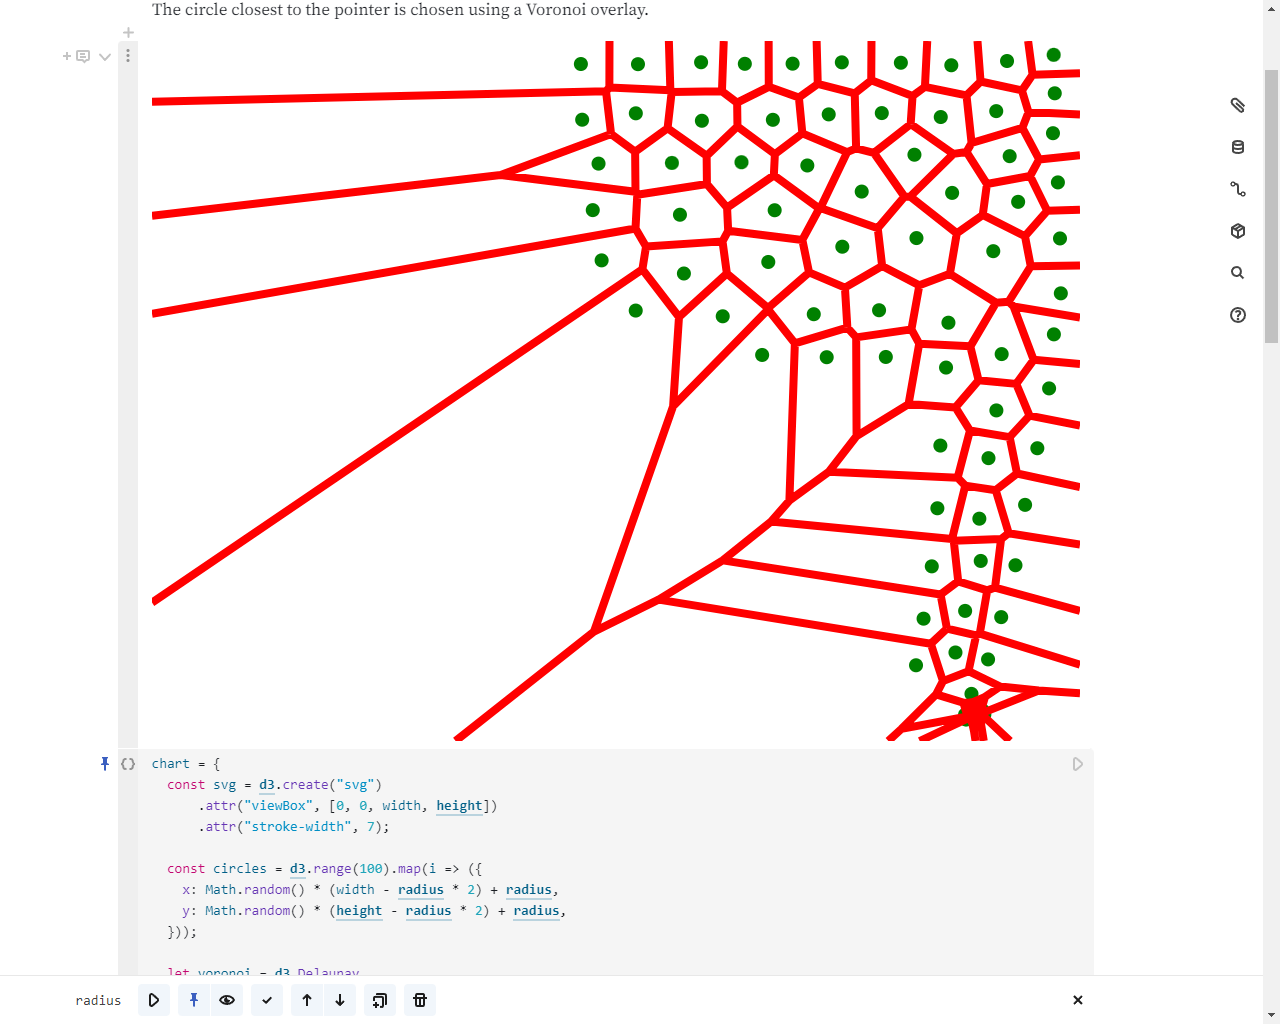 The circle closest to the pointer is chosen using a Voronoi overlay.
chart = {
const svg = d3.create("svg")
.attr("viewBox", [0, 0, width, height])
.attr("stroke-width", 7);
const circles = d3.range(100).map(i => ({
x: Math.random() * (width - radius * 2) + radius,
y: Math.random() * (height - radius * 2) + radius,
}));
let voronoi = d3.Delaunay
radius